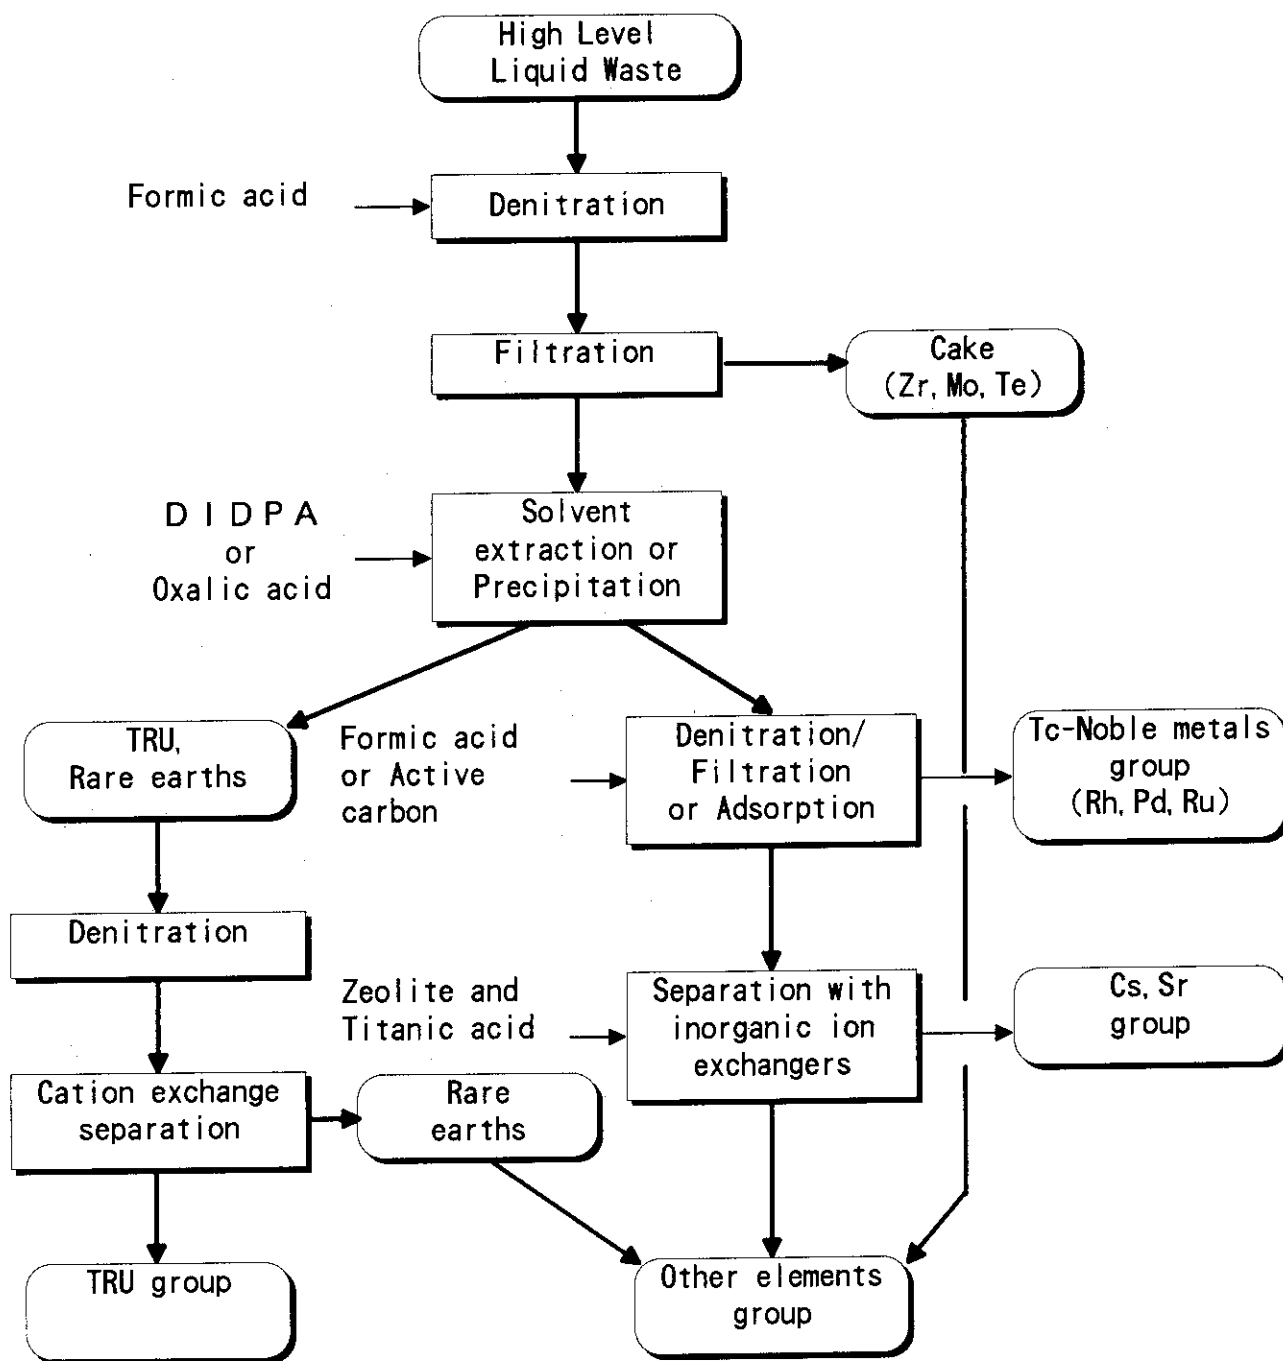 High Level
Liquid Waste
Formic acid
Denitration
Filtration
Cake
(Zr, Mo, Te)
DIDPA
or
Oxalic acid
Solvent
extraction or
Precipitation
TRU,
Rare earths
Formic acid
or Active
carbon
Denitration/
Filtration
or Adsorption
Tc-Noble metals
group
(Rh, Pd, Ru)
Denitration
Zeolite and
Titanic acid
Separation with
inorganic ion
exchangers
Cs, Sr
group
Cation exchange
separation
Rare
earths
TRU group
Other elements
group